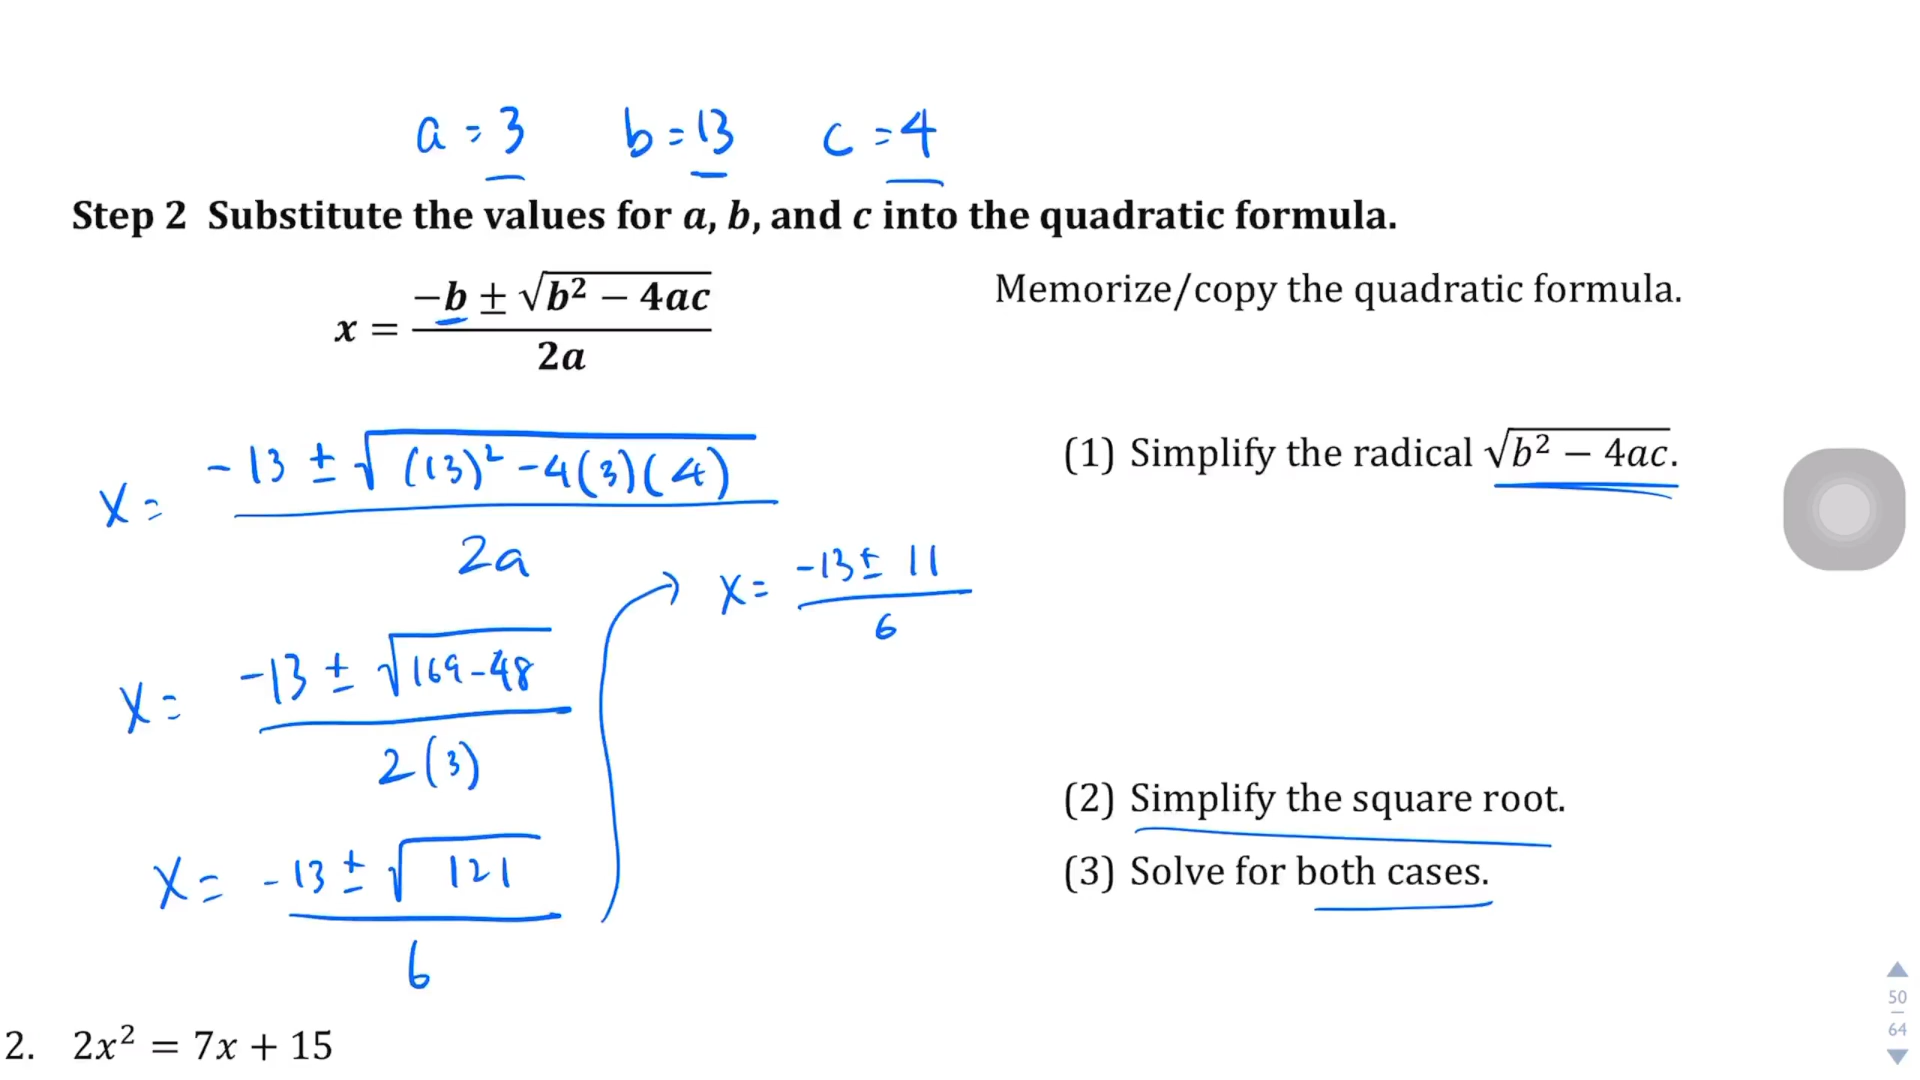 a = 3 b = 13 c = 4
Step 2 Substitute the values for a, b, and c into the quadratic formula.
x = (-b ± √(b² − 4ac)) / 2a
Memorize/copy the quadratic formula.
x = (-13 ± √((13)² - 4(3)(4))) / 2a
(1) Simplify the radical √(b² − 4ac).
x = (-13 ± 11) / 6
x = (-13 ± √(169-48)) / 2(3)
(2) Simplify the square root.
x = (-13 ± √121) / 6
(3) Solve for both cases.
2. 2x² = 7x + 15
50
64